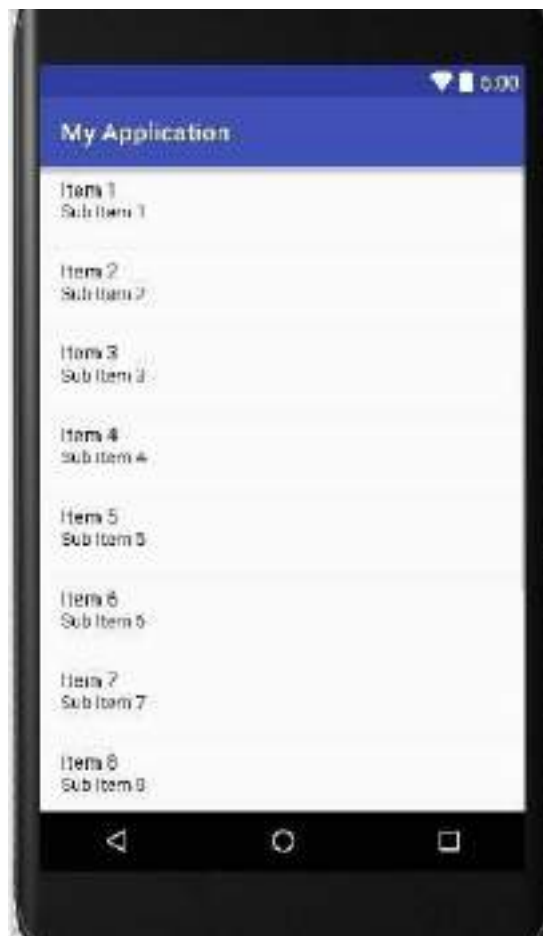 6:00
My Application
Item 1
Sub Item 1
Item 2
Sub Item 2
Item 3
Sub Item 3
Item 4
Sub Item 4
Item 5
Sub Item 5
Item 6
Sub Item 6
Item 7
Sub Item 7
Item 8
Sub Item 8